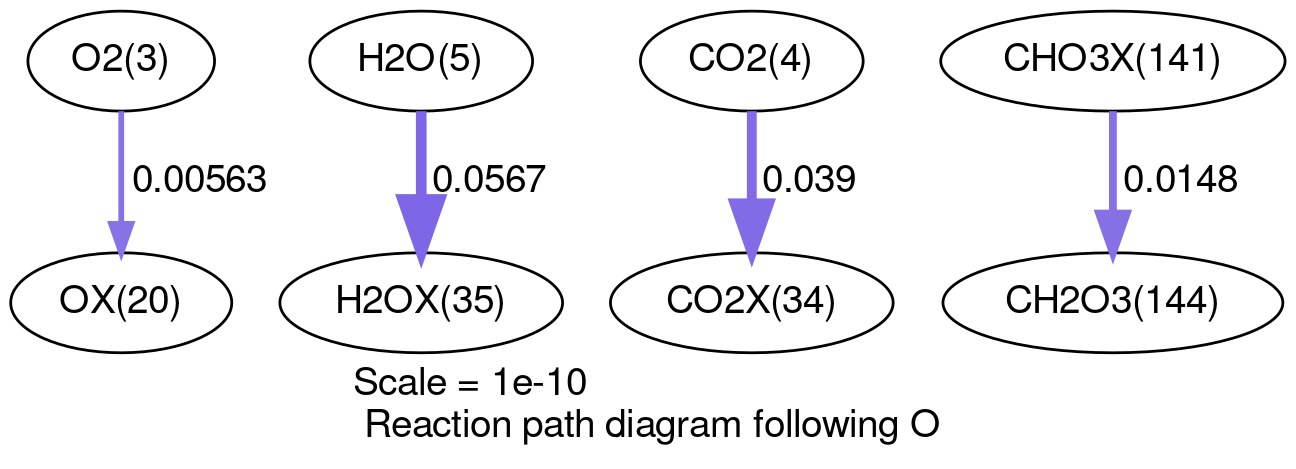 O2(3)
H2O(5)
CO2(4)
CHO3X(141)
0.00563
0.0567
0.039
0.0148
OX(20)
H2OX(35)
CO2X(34)
CH2O3(144)
Scale = 1e-10
Reaction path diagram following O